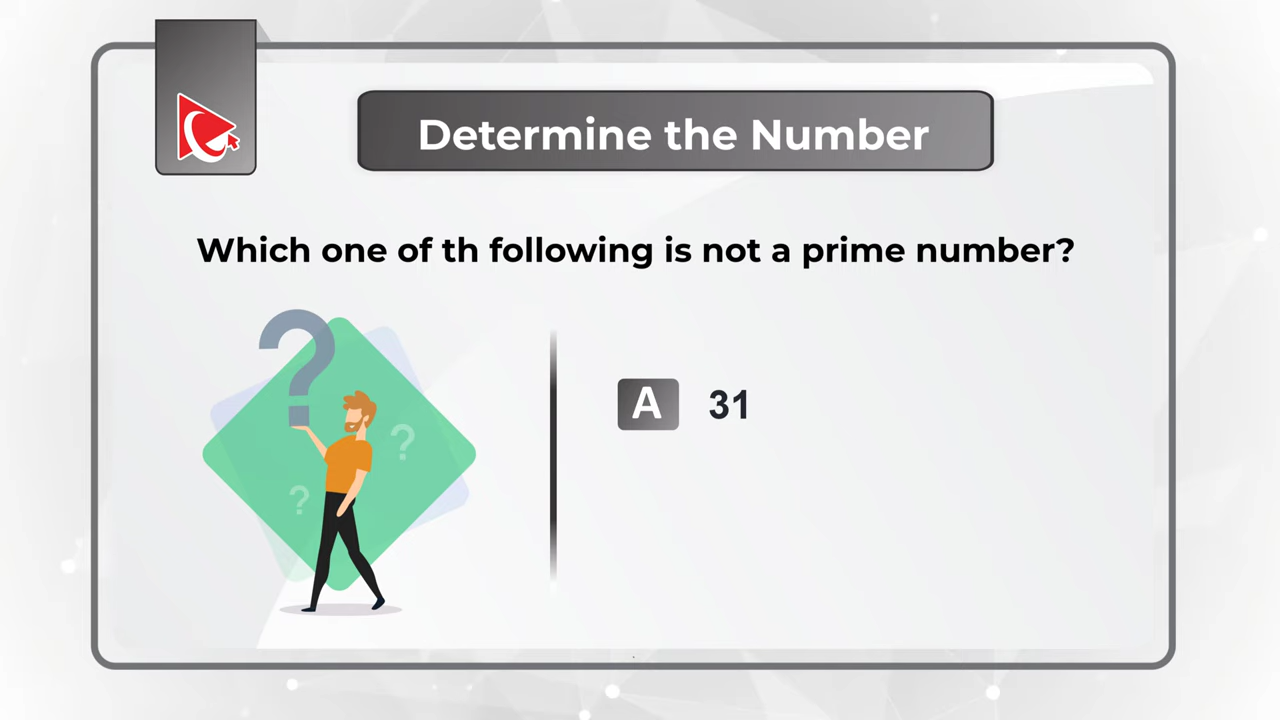 Determine the Number
Which one of th following is not a prime number?
?
?
?
A 31